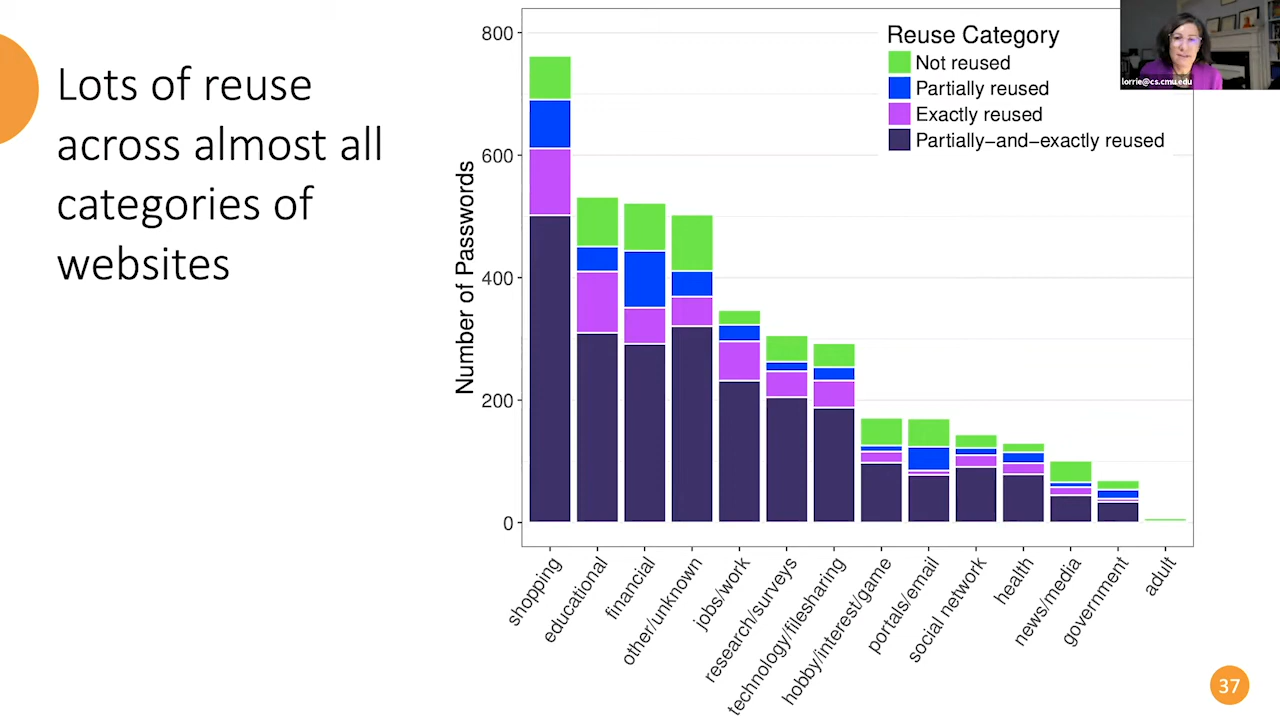 Lots of reuse
across almost all
categories of
websites
Number of Passwords
800
600
400
200
0
Reuse Category
Not reused
Partially reused
Exactly reused
Partially−and−exactly reused
lorrie@cs.cmu.edu
shopping
educational
financial
other/unknown
jobs/work
research/surveys
technology/filesharing
hobby/interest/game
portals/email
social network
health
news/media
government
adult
37